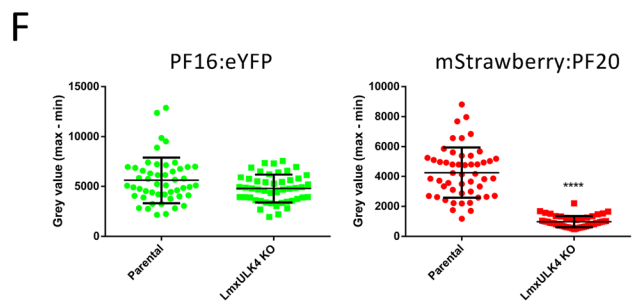 F
PF16:eYFP
Grey value (max - min)
15000
10000
5000
0
Parental
LmxULK4 KO
mStrawberry:PF20
Grey value (max - min)
10000
8000
6000
4000
2000
0
****
Parental
LmxULK4 KO